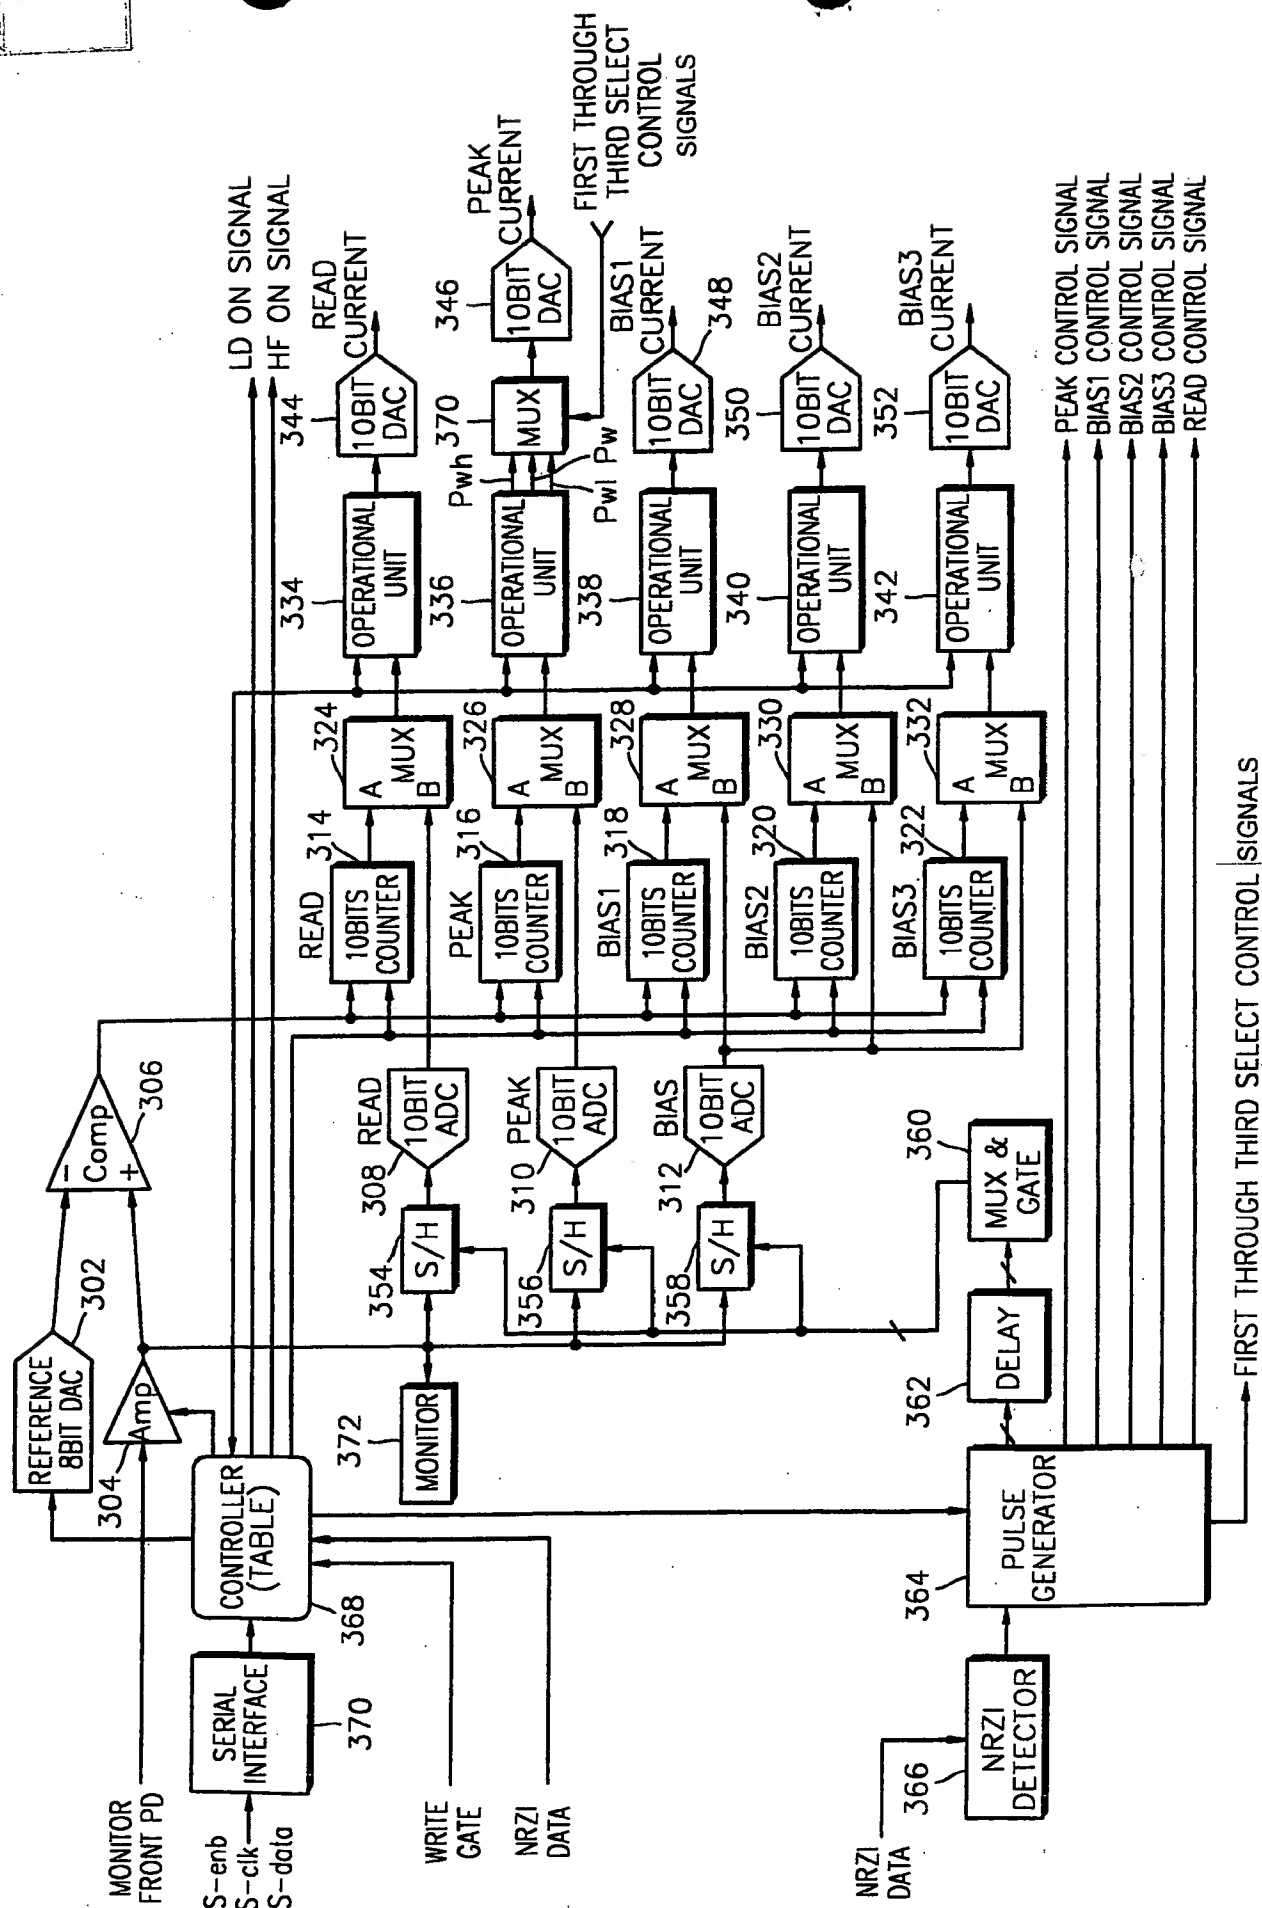 REFERENCE
8BIT DAC
302
Amp
304
Comp
-
+
306
MONITOR
FRONT PD
S-enb
S-clk
S-data
SERIAL
INTERFACE
370
CONTROLLER
(TABLE)
368
WRITE
GATE
NRZI
DATA
MONITOR
372
LD ON SIGNAL
HF ON SIGNAL
354
S/H
308
READ
10BIT
ADC
READ
10BITS
COUNTER
314
324
A
MUX
B
334
OPERATIONAL
UNIT
344
10BIT
DAC
READ
CURRENT
356
S/H
310
PEAK
10BIT
ADC
PEAK
10BITS
COUNTER
316
326
A
MUX
B
336
OPERATIONAL
UNIT
Pwh
Pwl
Pw
370
MUX
346
10BIT
DAC
PEAK
CURRENT
FIRST THROUGH
THIRD SELECT
CONTROL
SIGNALS
358
S/H
312
BIAS
10BIT
ADC
BIAS1
10BITS
COUNTER
318
328
A
MUX
B
338
OPERATIONAL
UNIT
10BIT
DAC
348
BIAS1
CURRENT
BIAS2
10BITS
COUNTER
320
330
A
MUX
B
340
OPERATIONAL
UNIT
350
10BIT
DAC
BIAS2
CURRENT
BIAS3
10BITS
COUNTER
322
332
A
MUX
B
342
OPERATIONAL
UNIT
352
10BIT
DAC
BIAS3
CURRENT
NRZI
DATA
366
NRZI
DETECTOR
364
PULSE
GENERATOR
362
DELAY
360
MUX &
GATE
PEAK CONTROL SIGNAL
BIAS1 CONTROL SIGNAL
BIAS2 CONTROL SIGNAL
BIAS3 CONTROL SIGNAL
READ CONTROL SIGNAL
FIRST THROUGH THIRD SELECT CONTROL SIGNALS